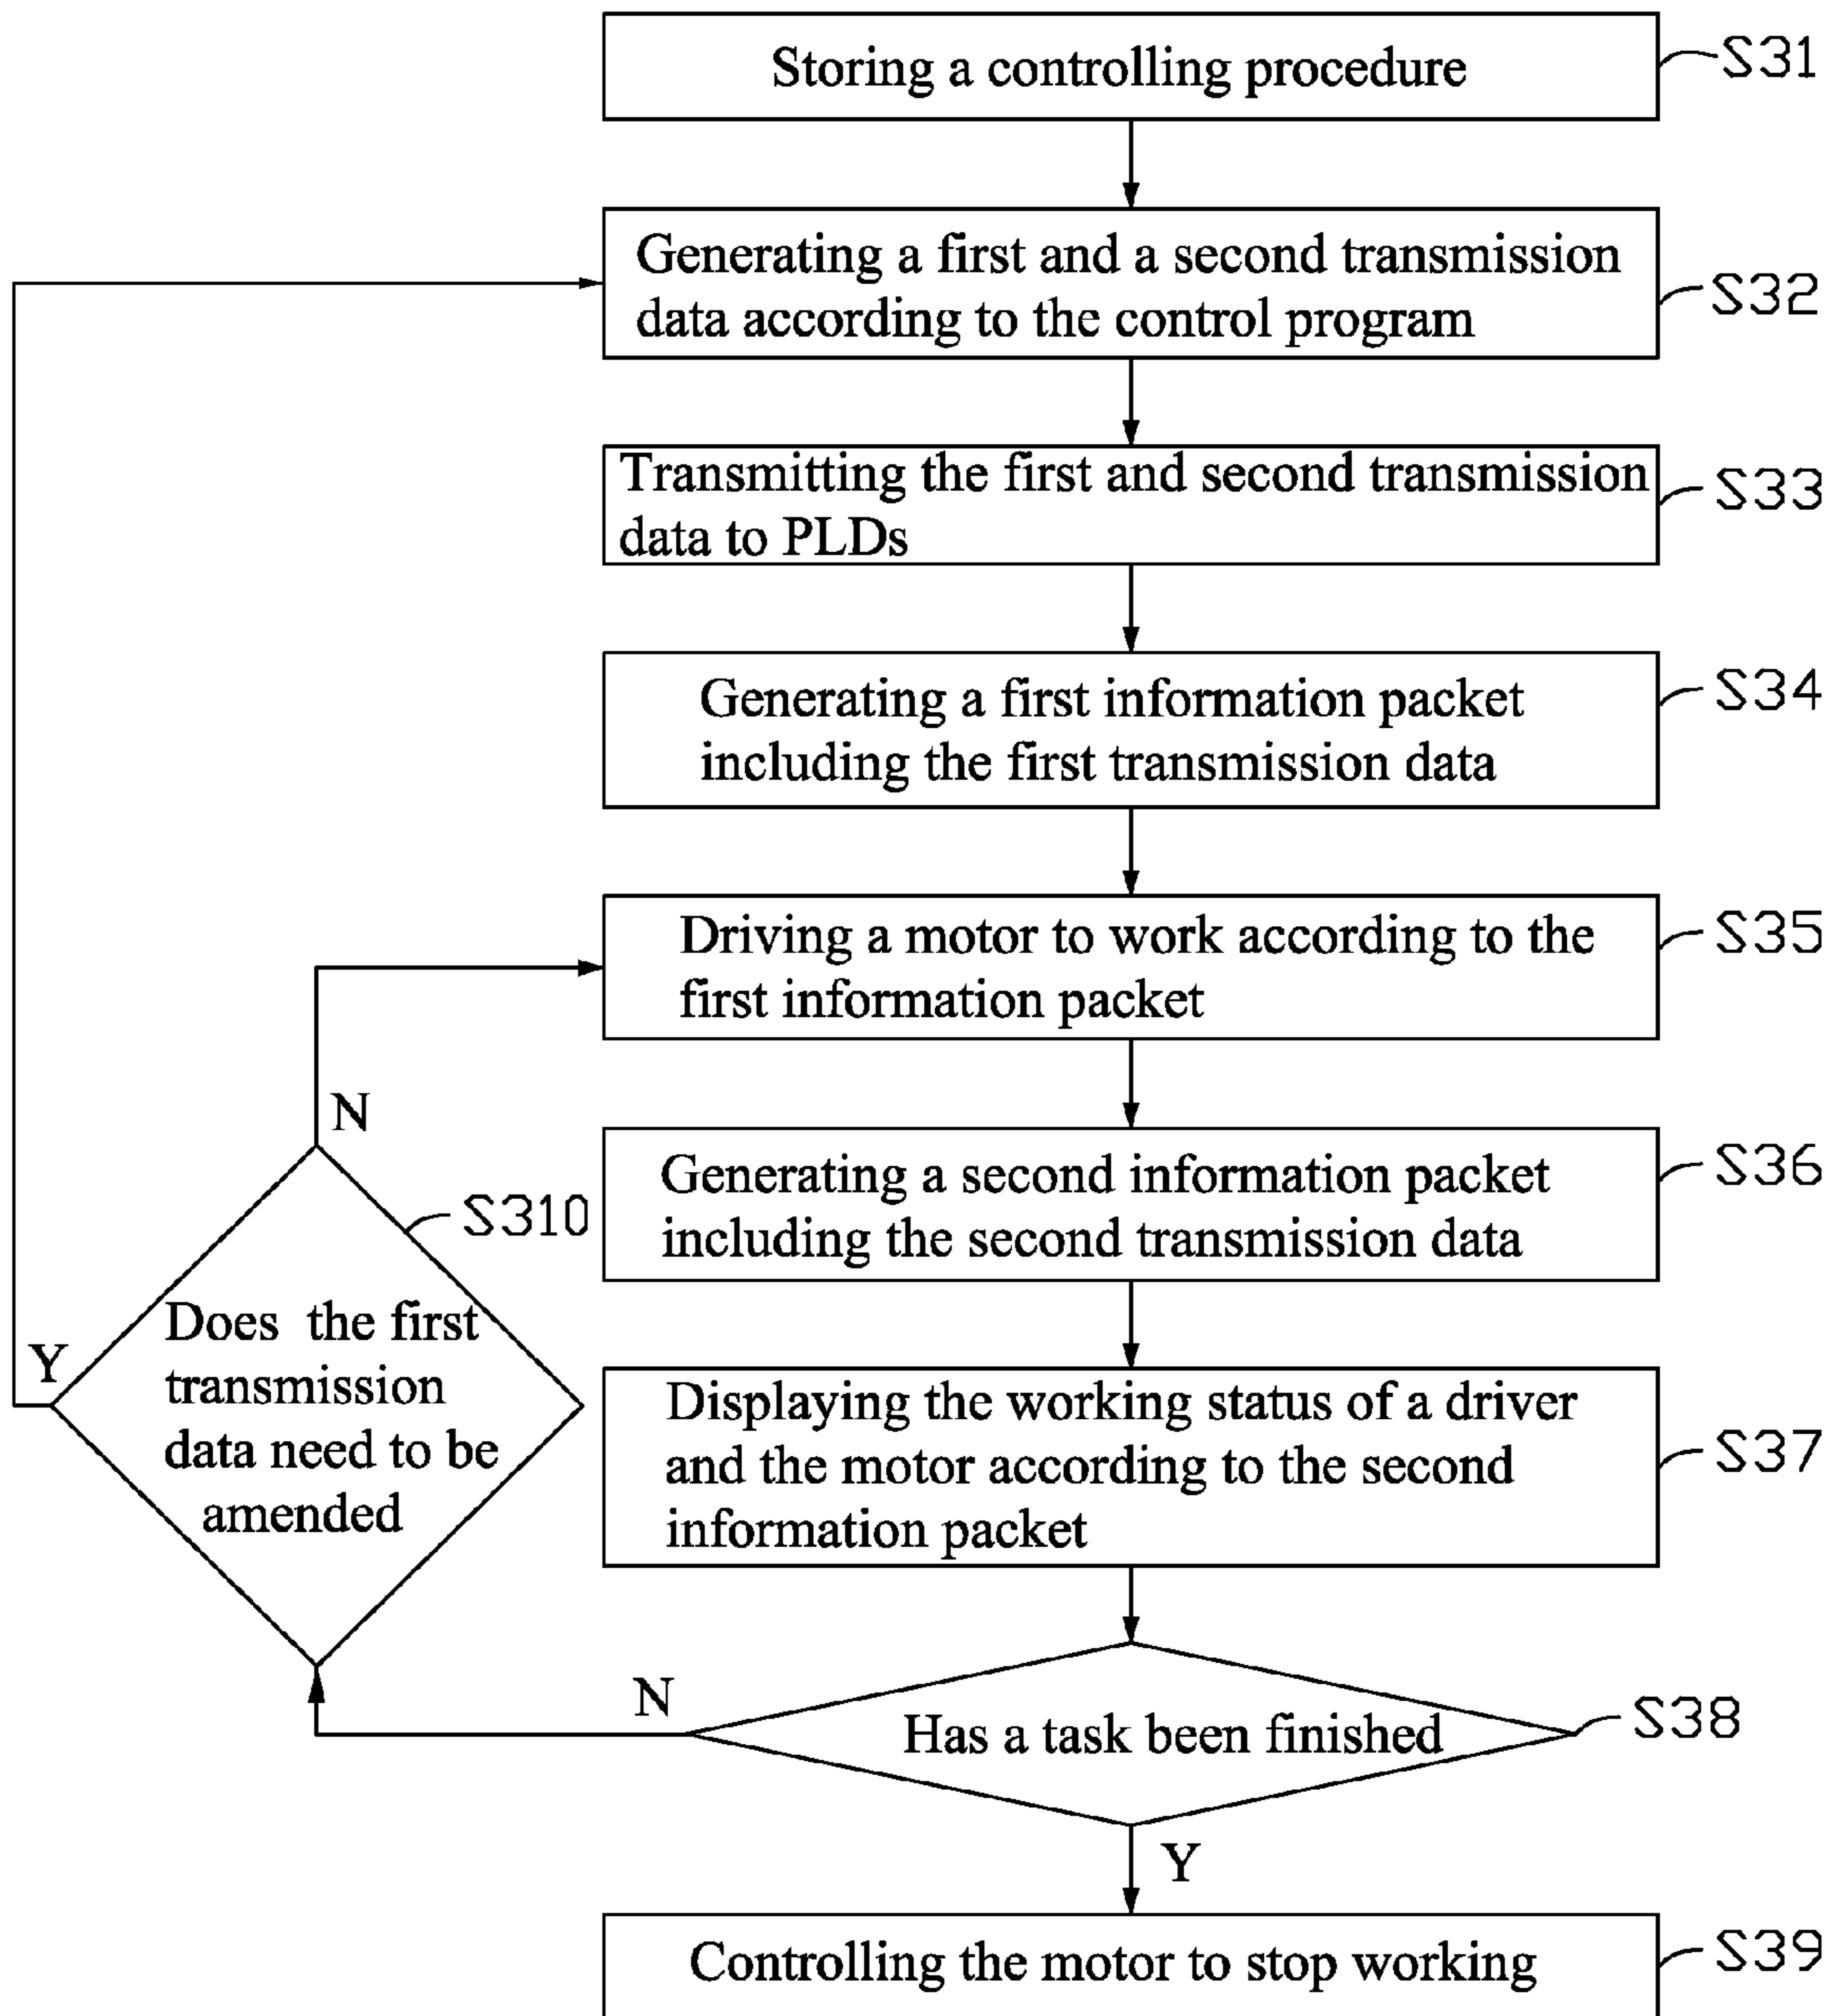 Storing a controlling procedure
S31
Generating a first and a second transmission
data according to the control program
S32
Transmitting the first and second transmission
data to PLDs
S33
Generating a first information packet
including the first transmission data
S34
Driving a motor to work according to the
first information packet
S35
N
Generating a second information packet
including the second transmission data
S36
S310
Does the first
transmission
data need to be
amended
Y
Displaying the working status of a driver
and the motor according to the second
information packet
S37
N
Has a task been finished
S38
Y
Controlling the motor to stop working
S39